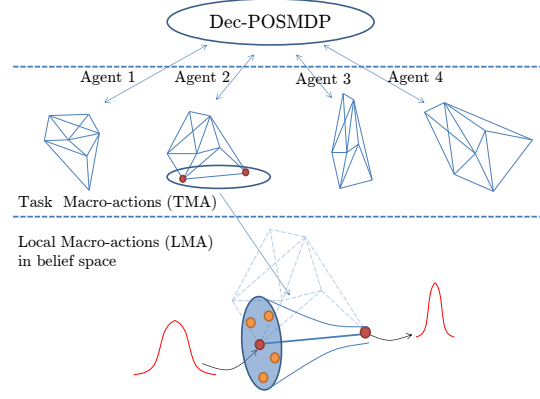 Dec-POSMDP
Agent 1 Agent 2 Agent 3 Agent 4
Task Macro-actions (TMA)
Local Macro-actions (LMA)
in belief space